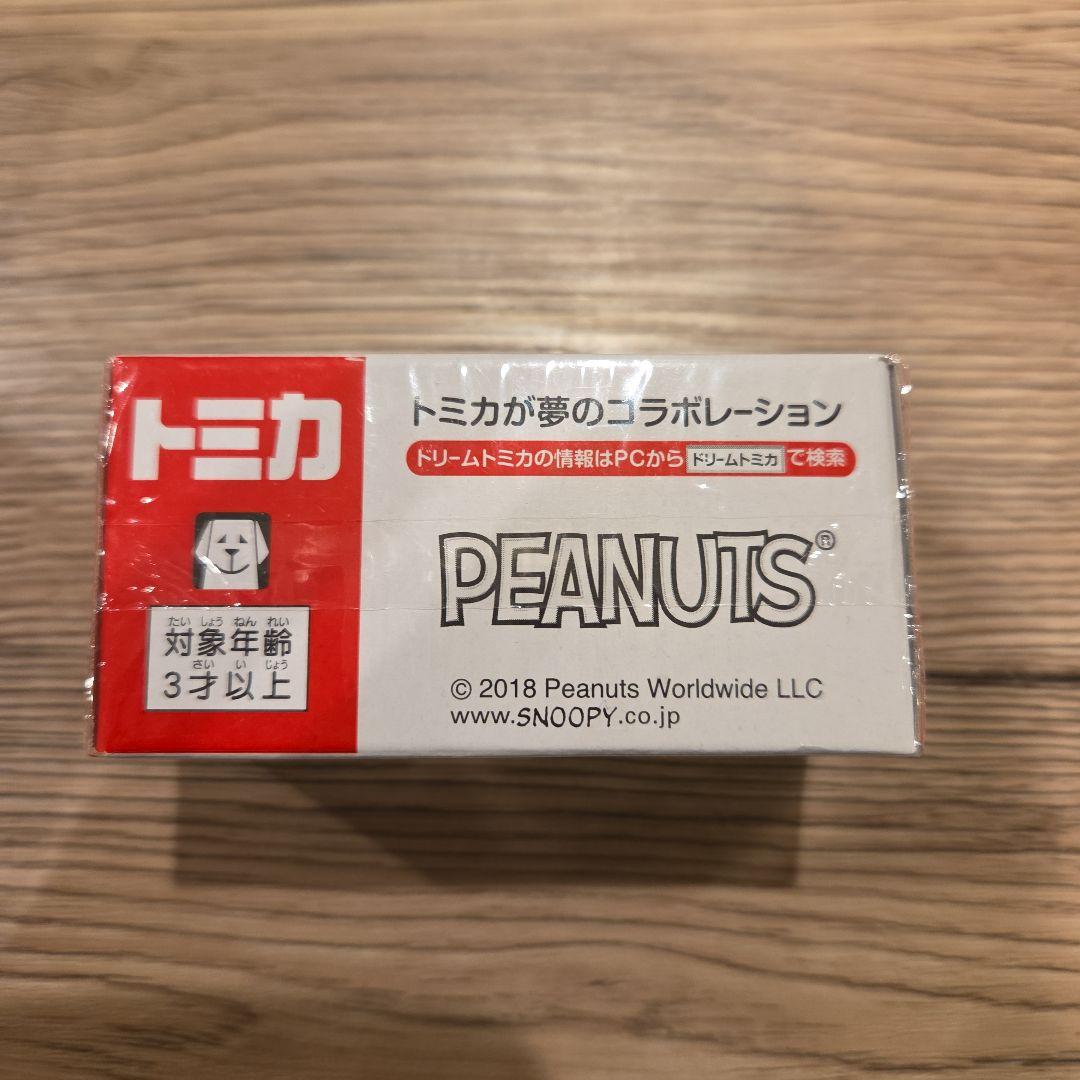 トミカ
トミカが夢のコラボレーション
ドリームトミカの情報はPCから ドリームトミカ で検索
PEANUTS®
たいしょうねんれい
対象年齢
さいいじょう
3才以上
© 2018 Peanuts Worldwide LLC
www.SNOOPY.co.jp